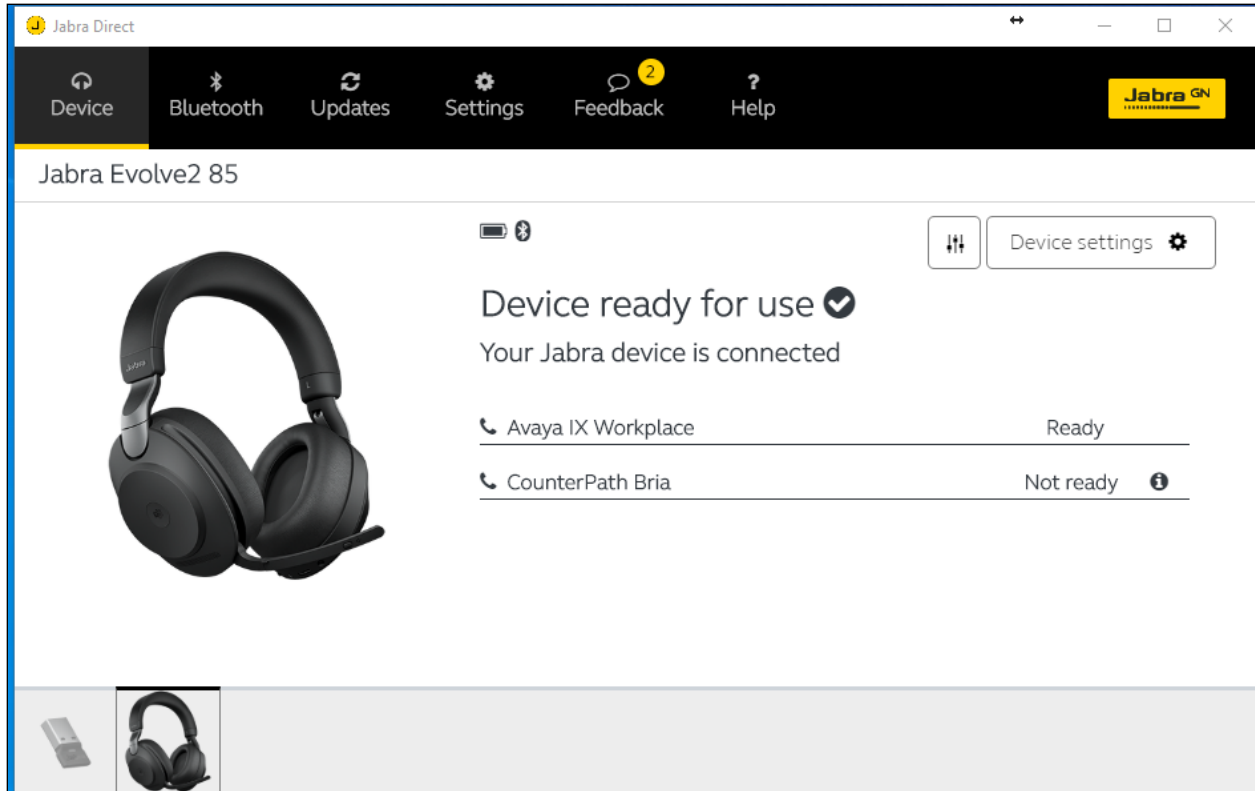 Jabra Direct
Device
Bluetooth
Updates
Settings
2
Feedback
?
Help
Jabra GN
Jabra Evolve2 85
Device settings
Device ready for use
Your Jabra device is connected
Jabra
L
Avaya IX Workplace Ready
CounterPath Bria Not ready